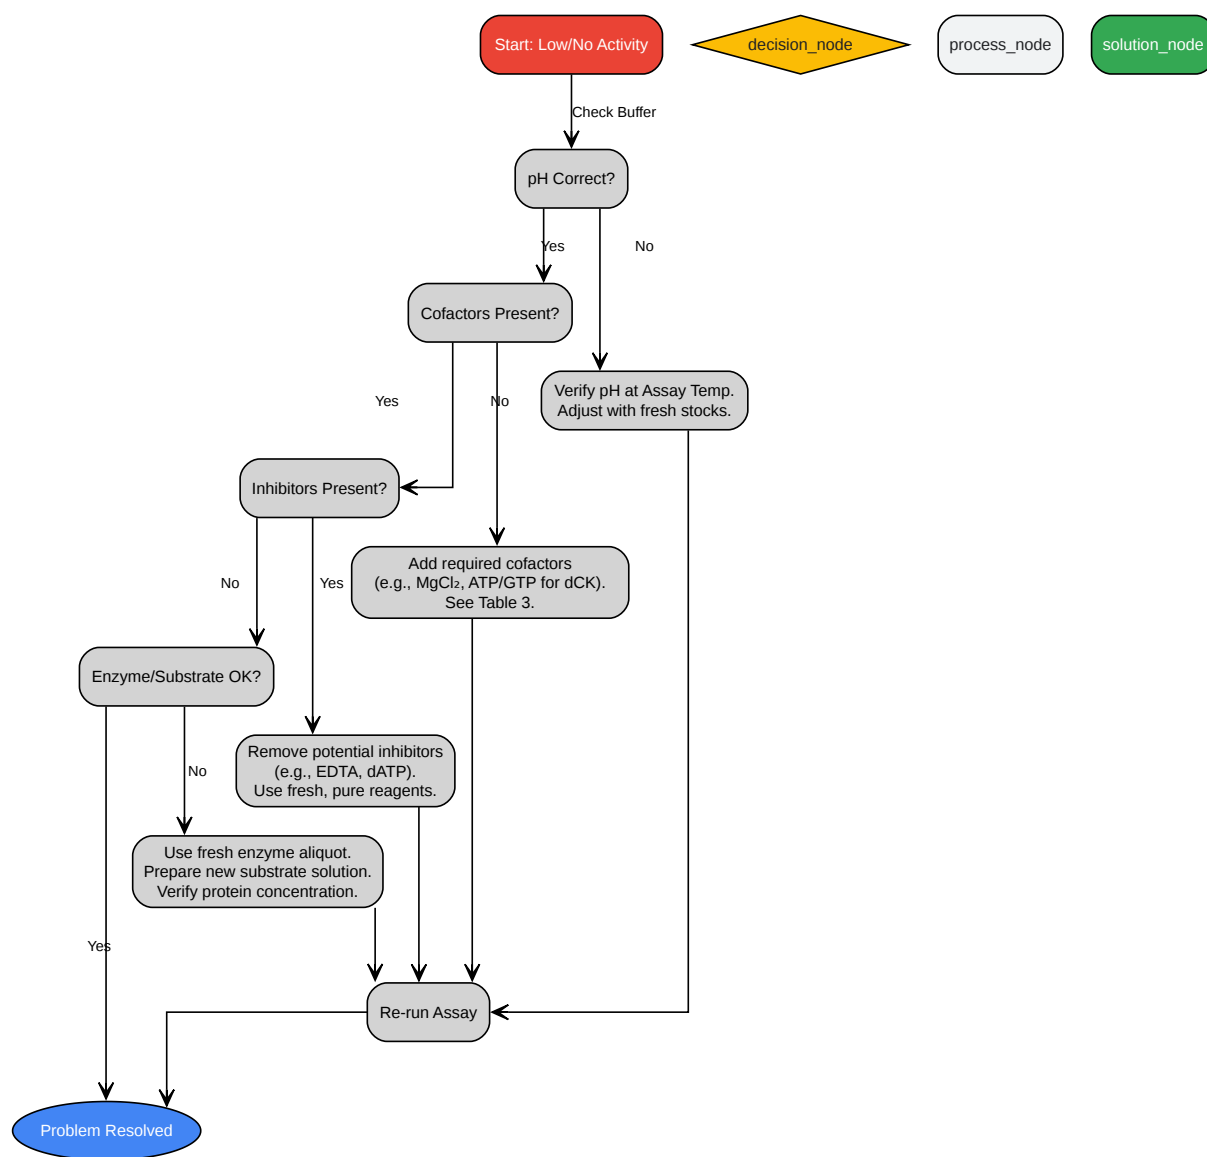 Start: Low/No Activity
decision_node
process_node
solution_node
Check Buffer
pH Correct?
Yes
No
Cofactors Present?
Verify pH at Assay Temp.
Adjust with fresh stocks.
Yes
No
Inhibitors Present?
Add required cofactors
(e.g., MgCl₂, ATP/GTP for dCK).
See Table 3.
No
Yes
Enzyme/Substrate OK?
Remove potential inhibitors
(e.g., EDTA, dATP).
Use fresh, pure reagents.
No
Use fresh enzyme aliquot.
Prepare new substrate solution.
Verify protein concentration.
Yes
Re-run Assay
Problem Resolved